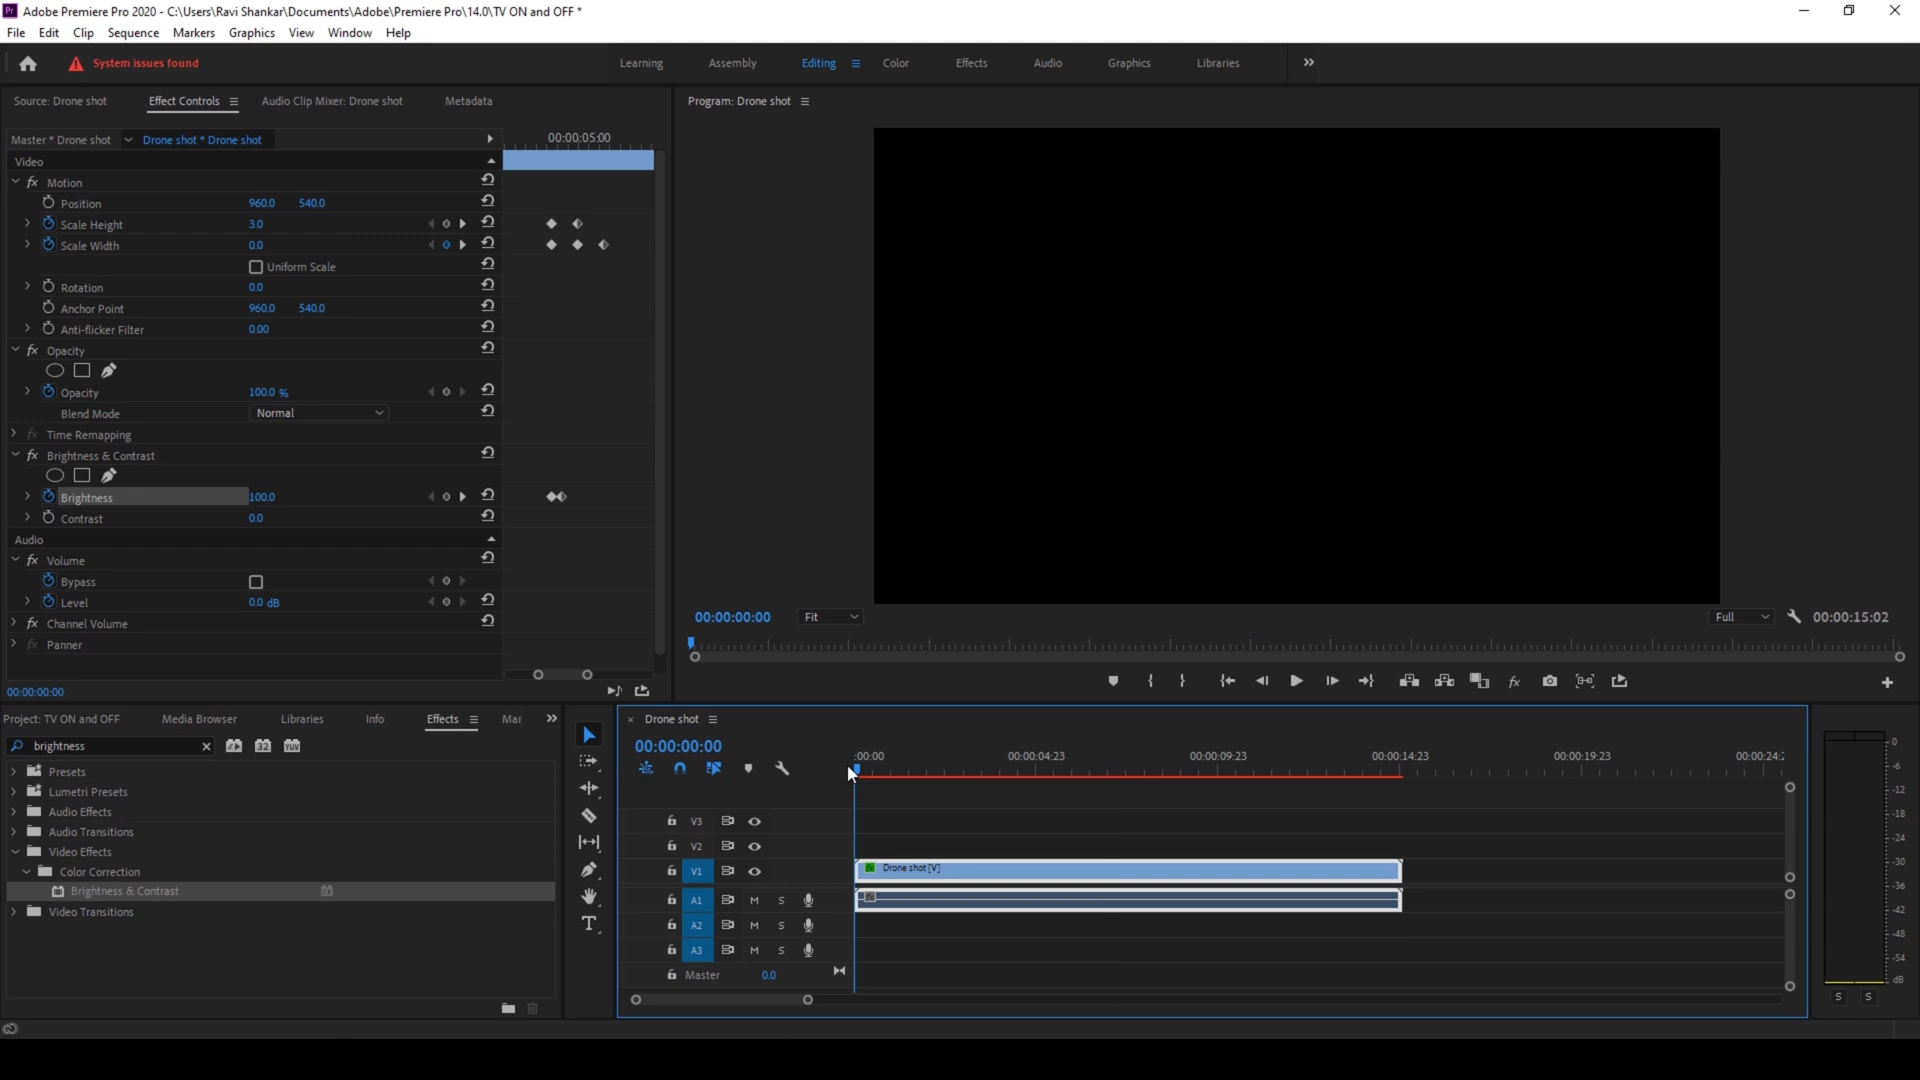 Adobe Premiere Pro 2020 - C:\Users\Ravi Shankar\Documents\Adobe\Premiere Pro\14.0\TV ON and OFF *
File Edit Clip Sequence Markers Graphics View Window Help
System issues found
Learning Assembly Editing Color Effects Audio Graphics Libraries
Source: Drone shot Effect Controls Audio Clip Mixer: Drone shot Metadata
Program: Drone shot
Master * Drone shot Drone shot * Drone shot 00:00:05:00
Video
fx Motion
Position 960.0 540.0
Scale Height 3.0
Scale Width 0.0
Uniform Scale
Rotation 0.0
Anchor Point 960.0 540.0
Anti-flicker Filter 0.00
fx Opacity
Opacity 100.0 %
Blend Mode Normal
fx Time Remapping
fx Brightness & Contrast
Brightness 100.0
Contrast 0.0
Audio
fx Volume
Bypass
Level 0.0 dB
fx Channel Volume
fx Panner
00:00:00:00
00:00:00:00 Fit Full 00:00:15:02
Project: TV ON and OFF Media Browser Libraries Info Effects Mar
brightness
32 YUV
Presets
Lumetri Presets
Audio Effects
Audio Transitions
Video Effects
Color Correction
Brightness & Contrast
Video Transitions
Drone shot
00:00:00:00
:00:00 00:00:04:23 00:00:09:23 00:00:14:23 00:00:19:23 00:00:24:2
V3
V2
V1 fx Drone shot [V]
A1 M S
A2 M S
A3 M S
Master 0.0
0
-6
-12
-18
-24
-30
-36
-42
-48
-54
dB
S S